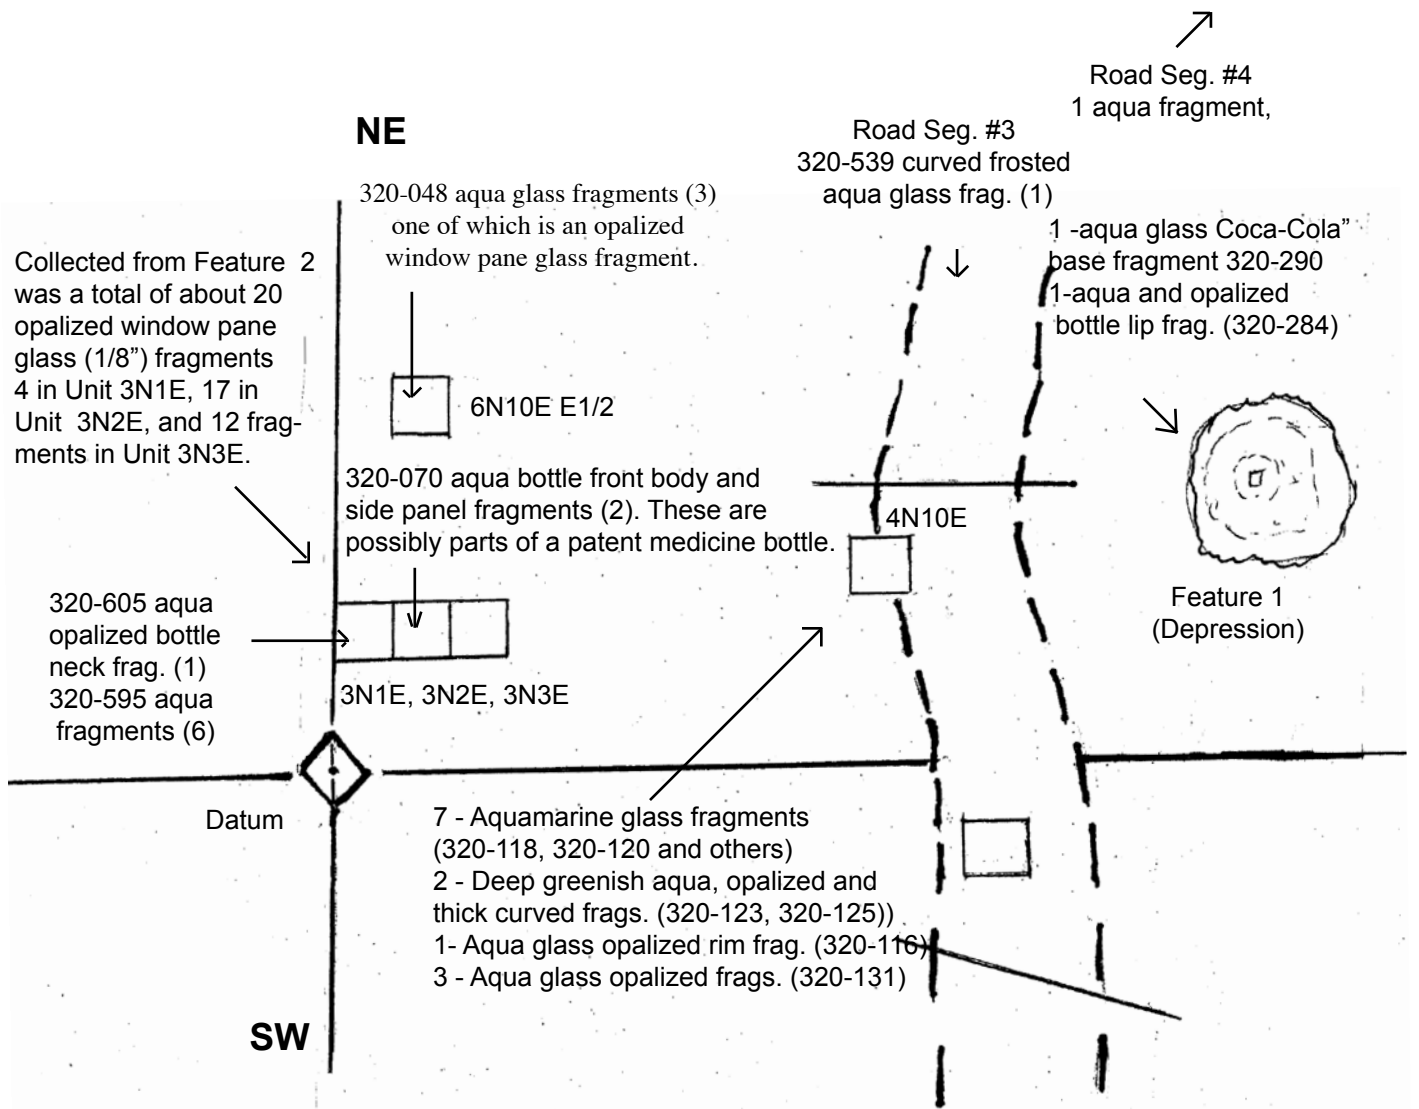 Road Seg. #4
1 aqua fragment,
NE
Road Seg. #3
320-539 curved frosted
aqua glass frag. (1)
320-048 aqua glass fragments (3)
one of which is an opalized
window pane glass fragment.
1 -aqua glass Coca-Cola”
base fragment 320-290
1-aqua and opalized
bottle lip frag. (320-284)
Collected from Feature 2
was a total of about 20
opalized window pane
glass (1/8”) fragments
4 in Unit 3N1E, 17 in
Unit 3N2E, and 12 frag-
ments in Unit 3N3E.
6N10E E1/2
320-070 aqua bottle front body and
side panel fragments (2). These are
possibly parts of a patent medicine bottle.
4N10E
Feature 1
(Depression)
320-605 aqua
opalized bottle
neck frag. (1)
320-595 aqua
fragments (6)
3N1E, 3N2E, 3N3E
Datum
7 - Aquamarine glass fragments
(320-118, 320-120 and others)
2 - Deep greenish aqua, opalized and
thick curved frags. (320-123, 320-125))
1- Aqua glass opalized rim frag. (320-116)
3 - Aqua glass opalized frags. (320-131)
SW